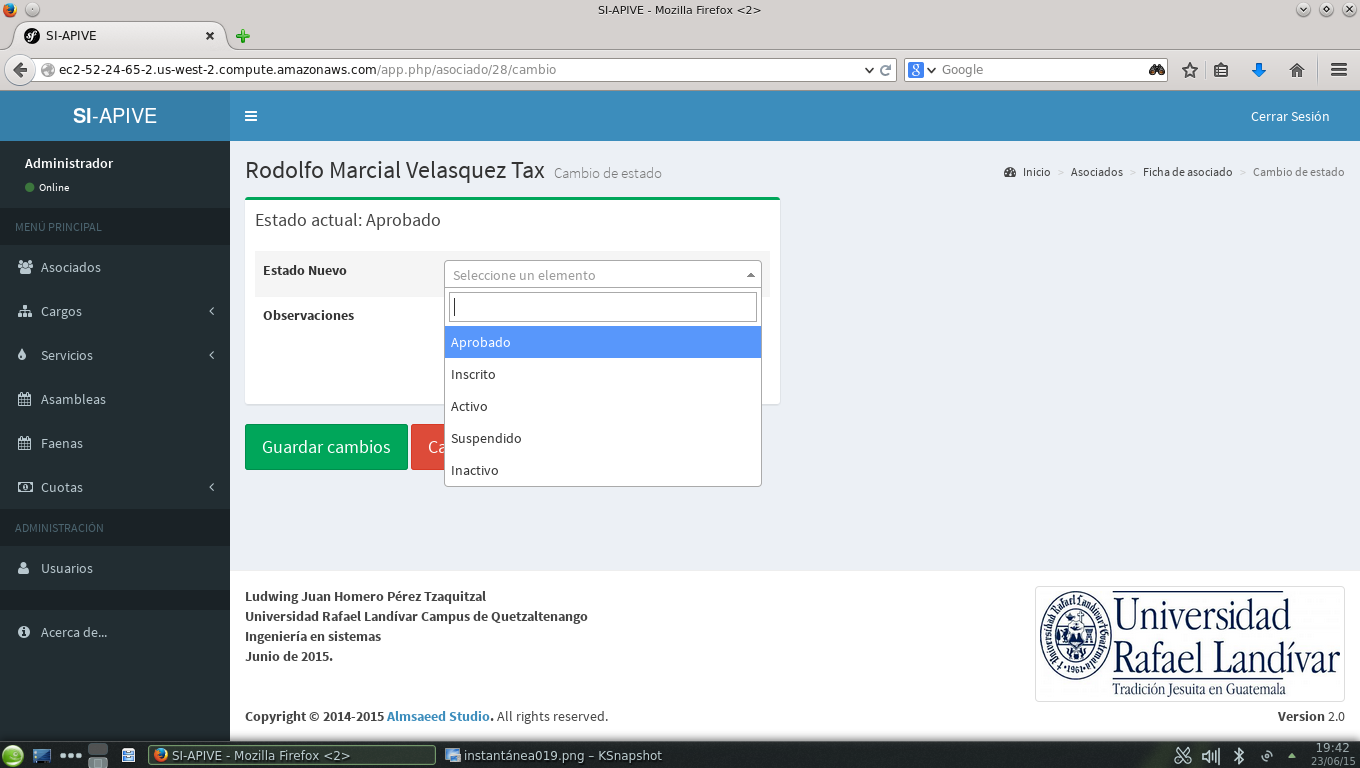 SI-APIVE - Mozilla Firefox <2>
SI-APIVE
ec2-52-24-65-2.us-west-2.compute.amazonaws.com/app.php/asociado/28/cambio
Google
SI-APIVE
Cerrar Sesión
Administrador
Online
MENÚ PRINCIPAL
Asociados
Cargos
Servicios
Asambleas
Faenas
Cuotas
ADMINISTRACIÓN
Usuarios
Acerca de...
Rodolfo Marcial Velasquez Tax Cambio de estado
Inicio > Asociados > Ficha de asociado > Cambio de estado
Estado actual: Aprobado
Estado Nuevo
Seleccione un elemento
Observaciones
Aprobado
Inscrito
Activo
Suspendido
Inactivo
Guardar cambios
Ca
Ludwing Juan Homero Pérez Tzaquitzal
Universidad Rafael Landívar Campus de Quetzaltenango
Ingeniería en sistemas
Junio de 2015.
Universidad
Rafael Landívar
Tradición Jesuita en Guatemala
Copyright © 2014-2015 Almsaeed Studio. All rights reserved.
Version 2.0
SI-APIVE - Mozilla Firefox <2>
instantánea019.png – KSnapshot
19:42
23/06/15